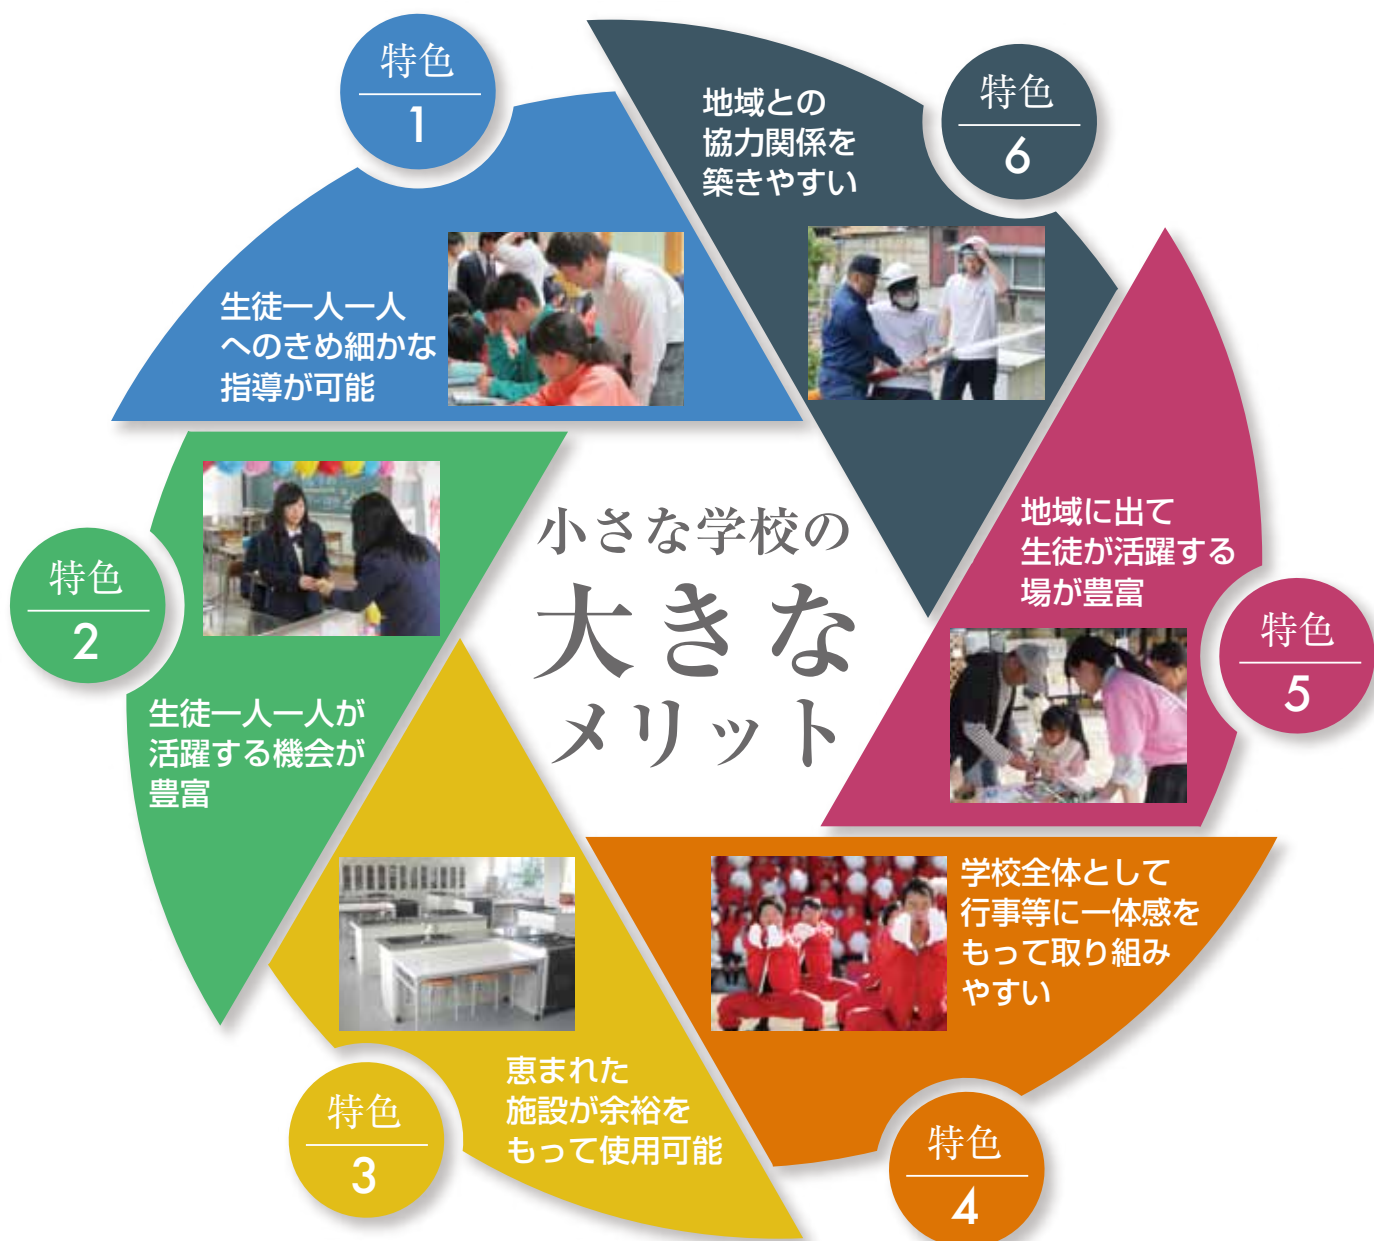 小さな学校の
大きな
メリット
特色
1
生徒一人一人
へのきめ細かな
指導が可能
特色
2
生徒一人一人が
活躍する機会が
豊富
特色
3
恵まれた
施設が余裕を
もって使用可能
特色
4
学校全体として
行事等に一体感を
もって取り組み
やすい
特色
5
地域に出て
生徒が活躍する
場が豊富
特色
6
地域との
協力関係を
築きやすい